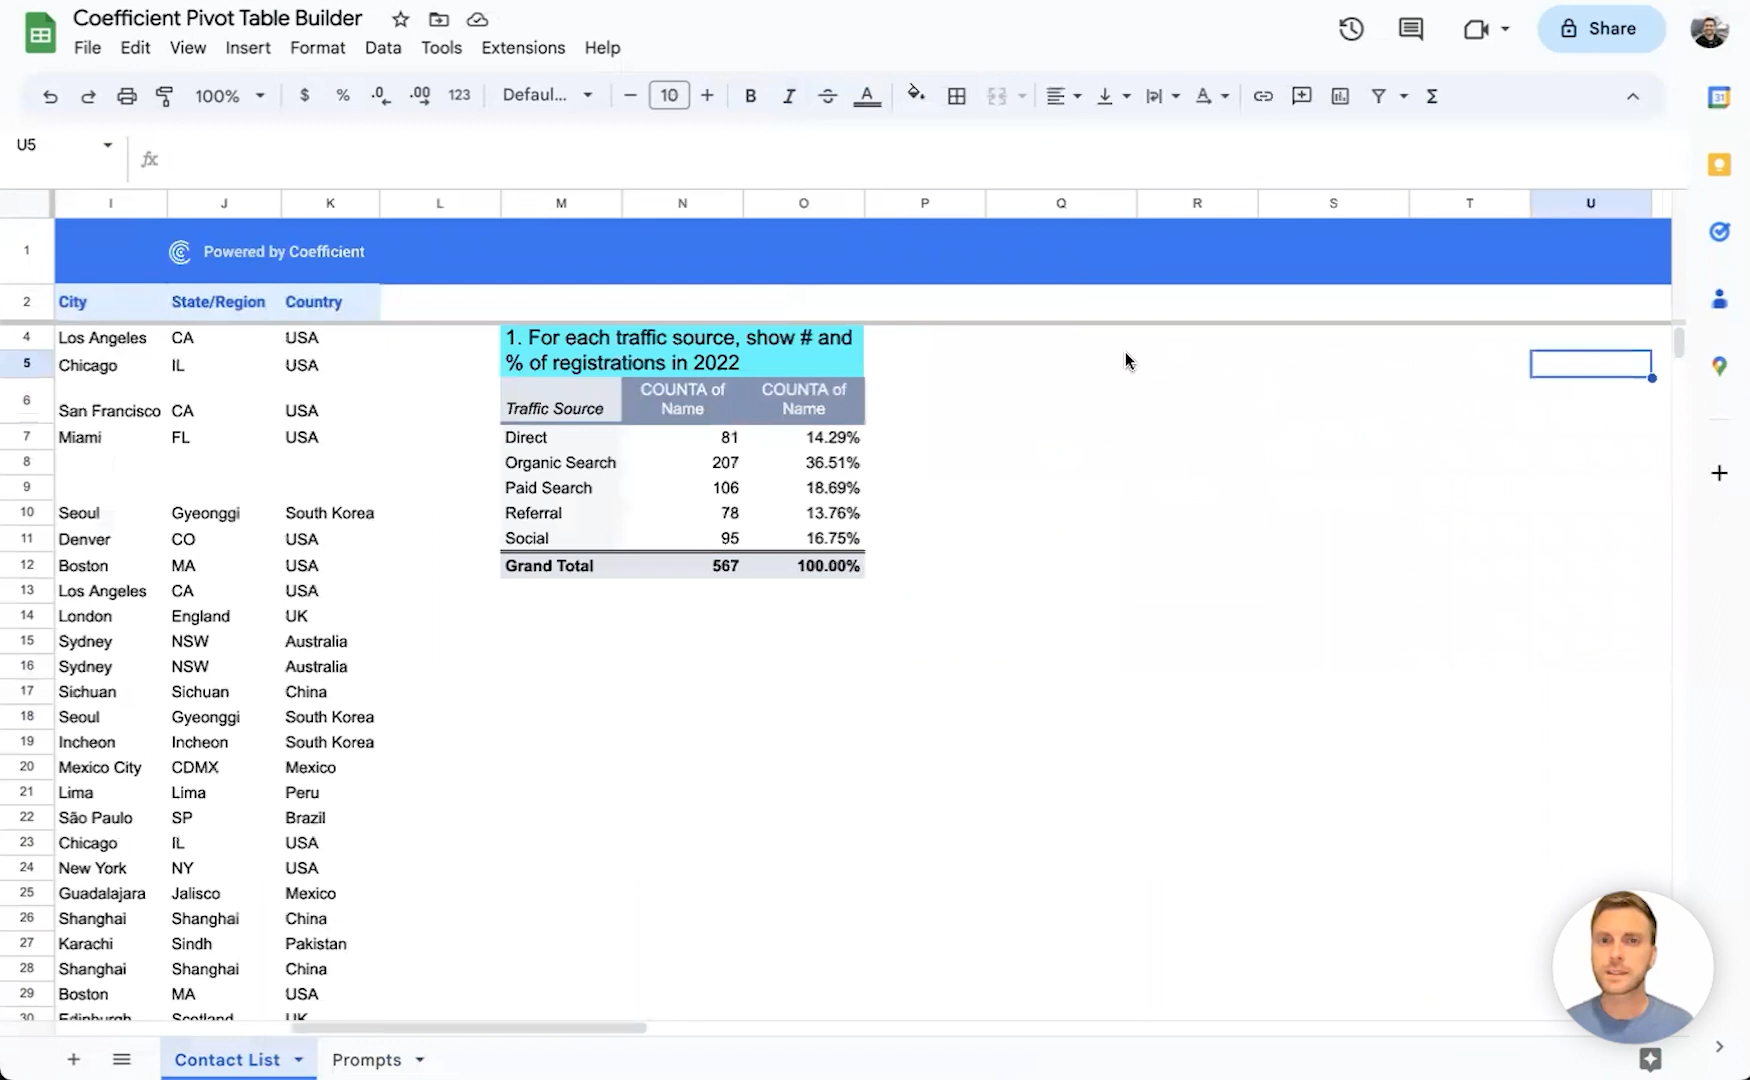 Coefficient Pivot Table Builder
File Edit View Insert Format Data Tools Extensions Help
Share
100% $ % .0 .00 123 Defaul... 10 B I A
31
U5
fx
I J K L M N O P Q R S T U
1 Powered by Coefficient
2 City State/Region Country
4 Los Angeles CA USA
1. For each traffic source, show # and
% of registrations in 2022
5 Chicago IL USA
Traffic Source COUNTA of Name COUNTA of Name
6 San Francisco CA USA
7 Miami FL USA Direct 81 14.29%
8 Organic Search 207 36.51%
9 Paid Search 106 18.69%
10 Seoul Gyeonggi South Korea Referral 78 13.76%
11 Denver CO USA Social 95 16.75%
12 Boston MA USA Grand Total 567 100.00%
13 Los Angeles CA USA
14 London England UK
15 Sydney NSW Australia
16 Sydney NSW Australia
17 Sichuan Sichuan China
18 Seoul Gyeonggi South Korea
19 Incheon Incheon South Korea
20 Mexico City CDMX Mexico
21 Lima Lima Peru
22 São Paulo SP Brazil
23 Chicago IL USA
24 New York NY USA
25 Guadalajara Jalisco Mexico
26 Shanghai Shanghai China
27 Karachi Sindh Pakistan
28 Shanghai Shanghai China
29 Boston MA USA
30 Edinburgh Scotland UK
Contact List Prompts